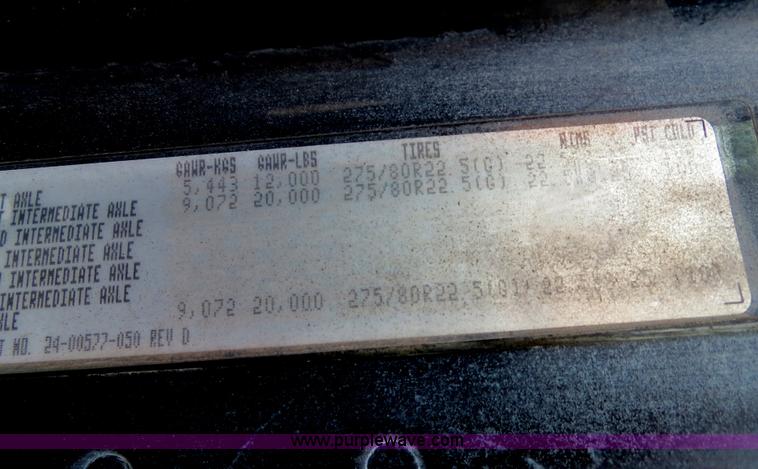 GAWR-KGS GAWR-LBS TIRES RIMS PSI COLD
AXLE 5,443 12,000 275/80R22.5(G) 22
INTERMEDIATE AXLE 9,072 20,000 275/80R22.5(G) 22.5
D INTERMEDIATE AXLE
INTERMEDIATE AXLE
INTERMEDIATE AXLE
INTERMEDIATE AXLE
XLE 9,072 20,000 275/80R22.5(G) 22
T NO. 24-00577-050 REV D
www.purplewave.com